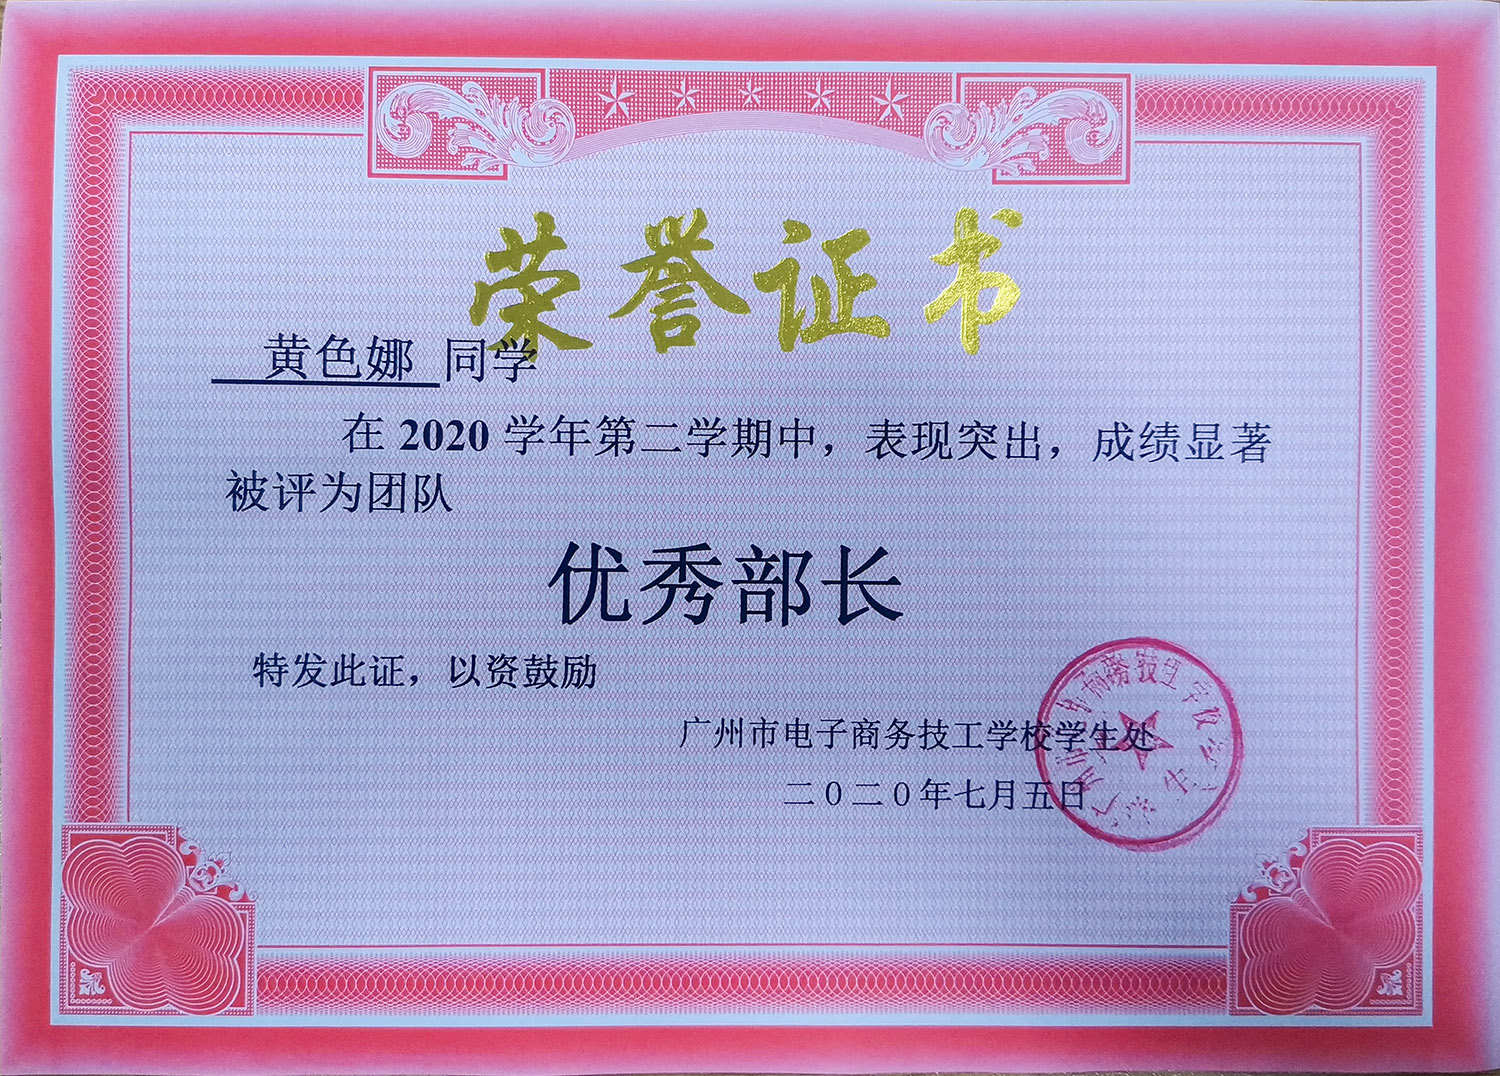 荣誉证书
黄色娜 同学
在 2020 学年第二学期中，表现突出，成绩显著
被评为团队
优秀部长
特发此证，以资鼓励
广州市电子商务技工学校学生处
二０二０年七月五日